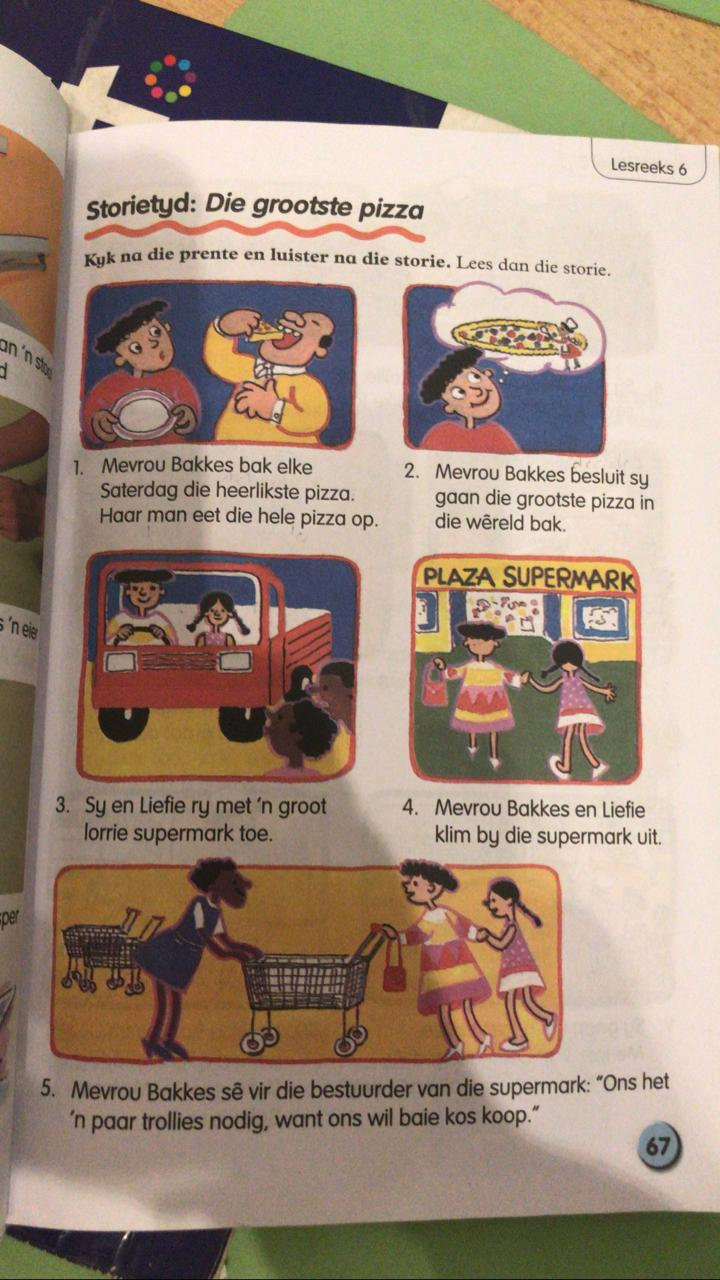 Lesreeks 6
Storietyd: Die grootste pizza
Kyk na die prente en luister na die storie. Lees dan die storie.
1. Mevrou Bakkes bak elke
Saterdag die heerlikste pizza.
Haar man eet die hele pizza op.
2. Mevrou Bakkes besluit sy
gaan die grootste pizza in
die wêreld bak.
PLAZA SUPERMARK
3. Sy en Liefie ry met 'n groot
lorrie supermark toe.
4. Mevrou Bakkes en Liefie
klim by die supermark uit.
5. Mevrou Bakkes sê vir die bestuurder van die supermark: "Ons het
'n paar trollies nodig, want ons wil baie kos koop."
67